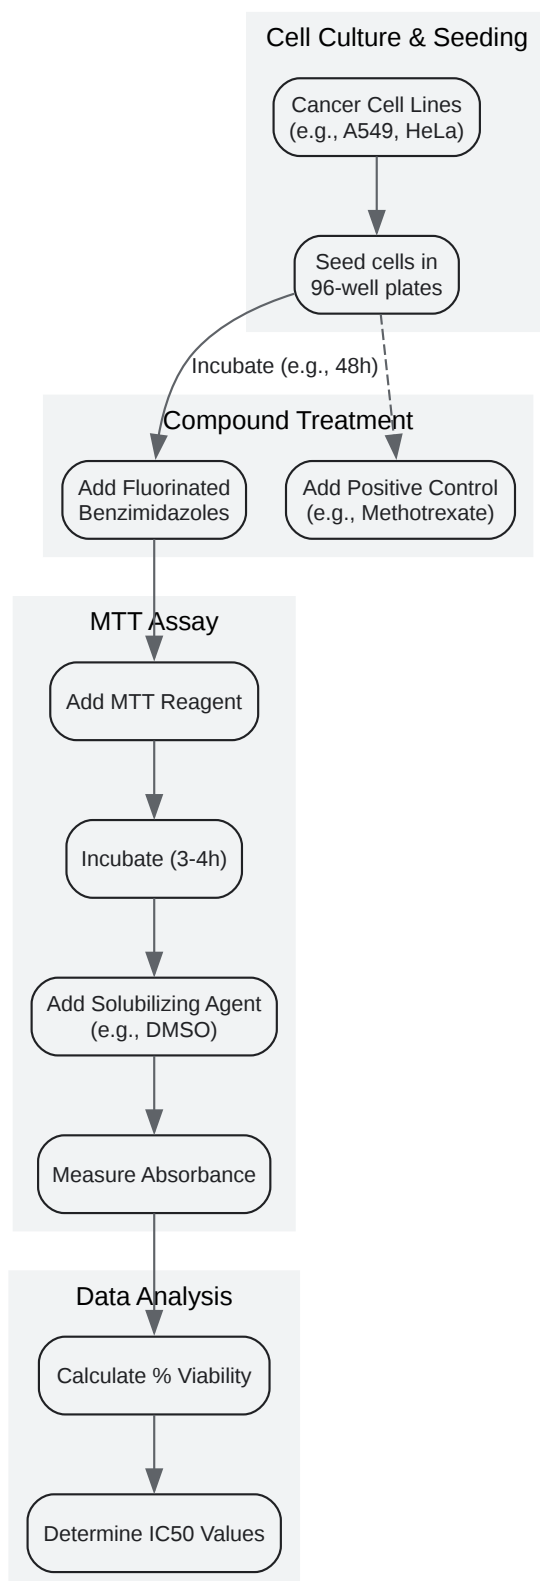 Cell Culture & Seeding
Cancer Cell Lines
(e.g., A549, HeLa)
Seed cells in
96-well plates
Incubate (e.g., 48h)
Compound Treatment
Add Fluorinated
Benzimidazoles
Add Positive Control
(e.g., Methotrexate)
MTT Assay
Add MTT Reagent
Incubate (3-4h)
Add Solubilizing Agent
(e.g., DMSO)
Measure Absorbance
Data Analysis
Calculate % Viability
Determine IC50 Values